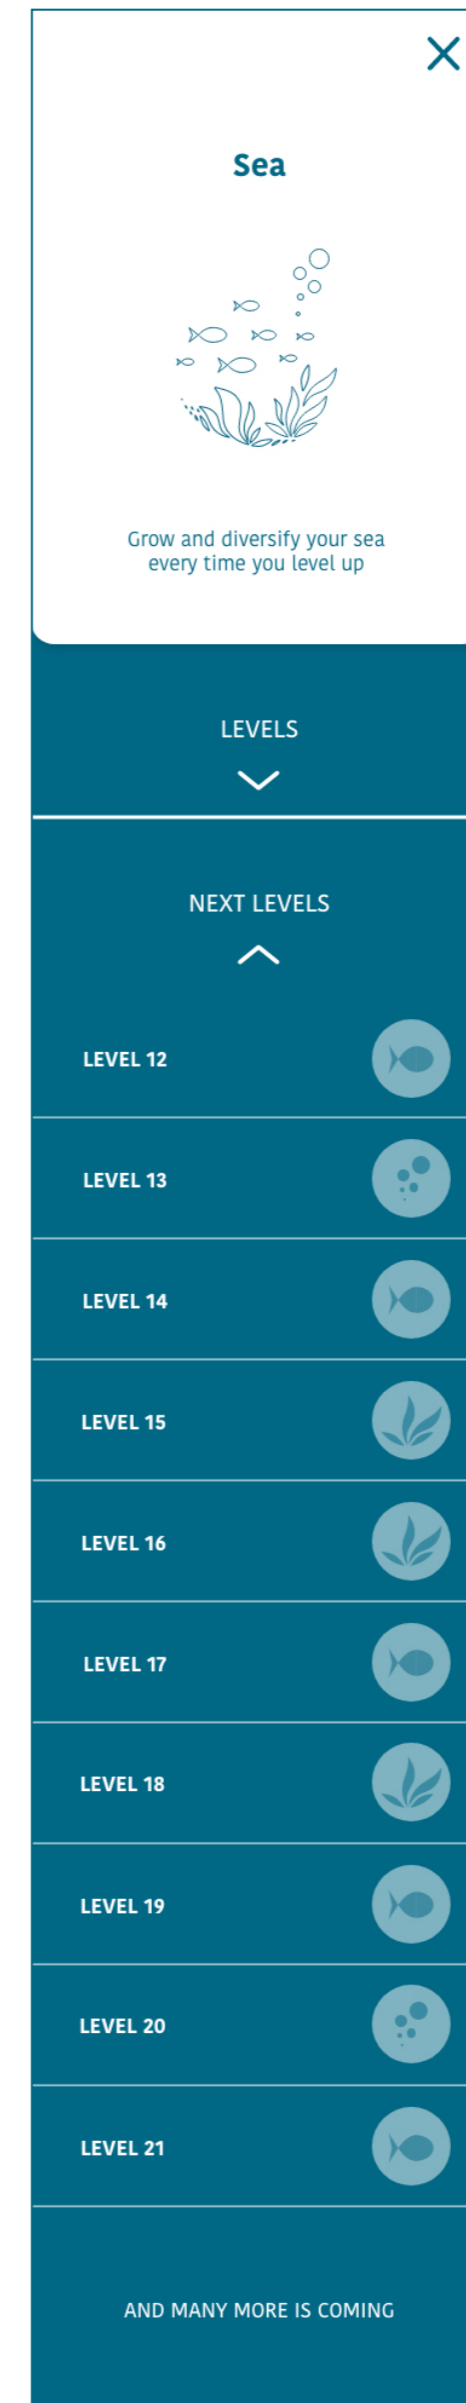 Sea
Grow and diversify your sea
every time you level up
LEVELS
NEXT LEVELS
LEVEL 12
LEVEL 13
LEVEL 14
LEVEL 15
LEVEL 16
LEVEL 17
LEVEL 18
LEVEL 19
LEVEL 20
LEVEL 21
AND MANY MORE IS COMING